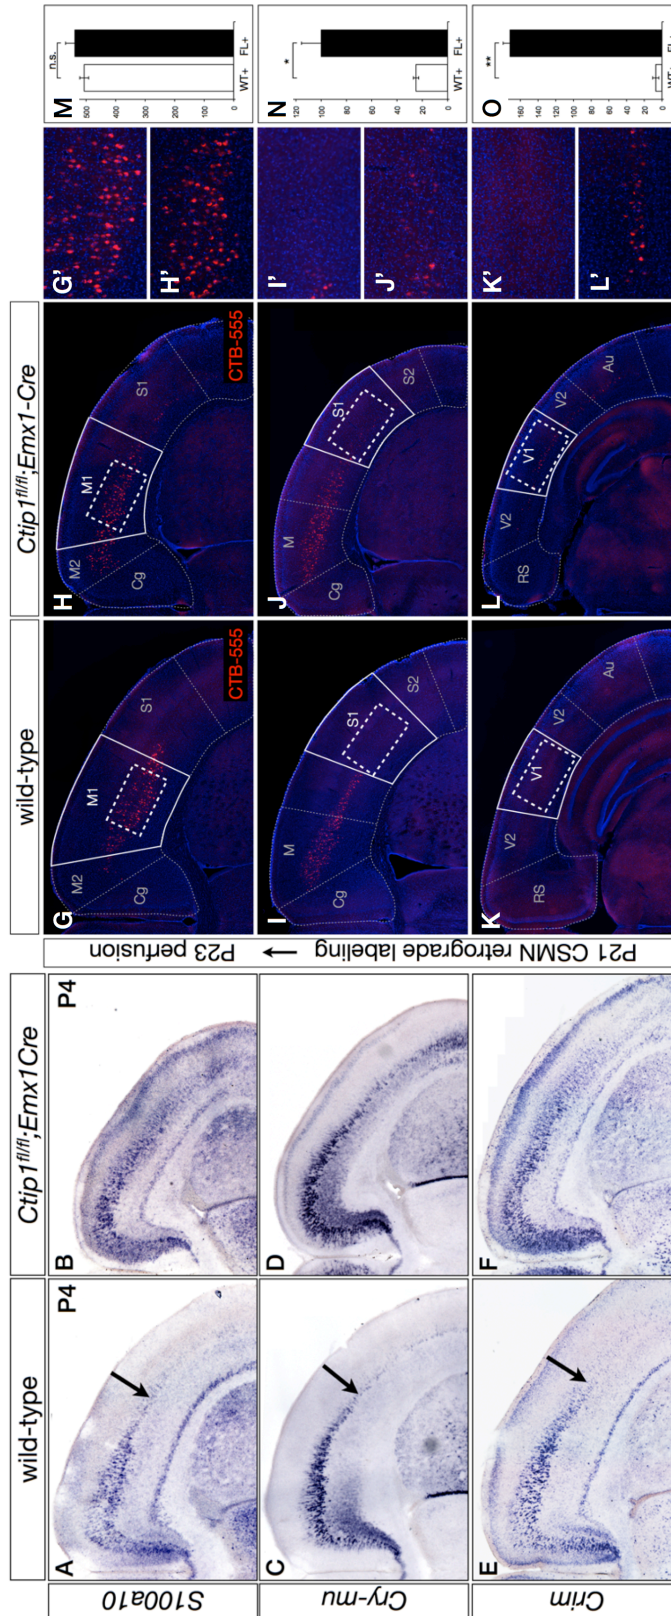 wild-type
Ctip1fl/fl;Emx1Cre
S100a10
A
P4
B
P4
Cry-mu
C
D
Crim
E
F
P21 CSMN retrograde labeling → P23 perfusion
wild-type
Ctip1fl/fl;Emx1-Cre
G
M2
M1
S1
Cg
CTB-555
H
M2
M1
S1
Cg
CTB-555
G'
H'
M
n.s.
500
400
300
200
100
0
WT+ FL+
I
M
S1
S2
Cg
J
M
S1
S2
Cg
I'
J'
N
*
120
100
80
60
40
20
0
WT+ FL+
K
RS
V2
V1
V2
Au
L
RS
V2
V1
V2
Au
K'
L'
O
**
160
140
120
100
80
60
40
20
0
WT+ FL+